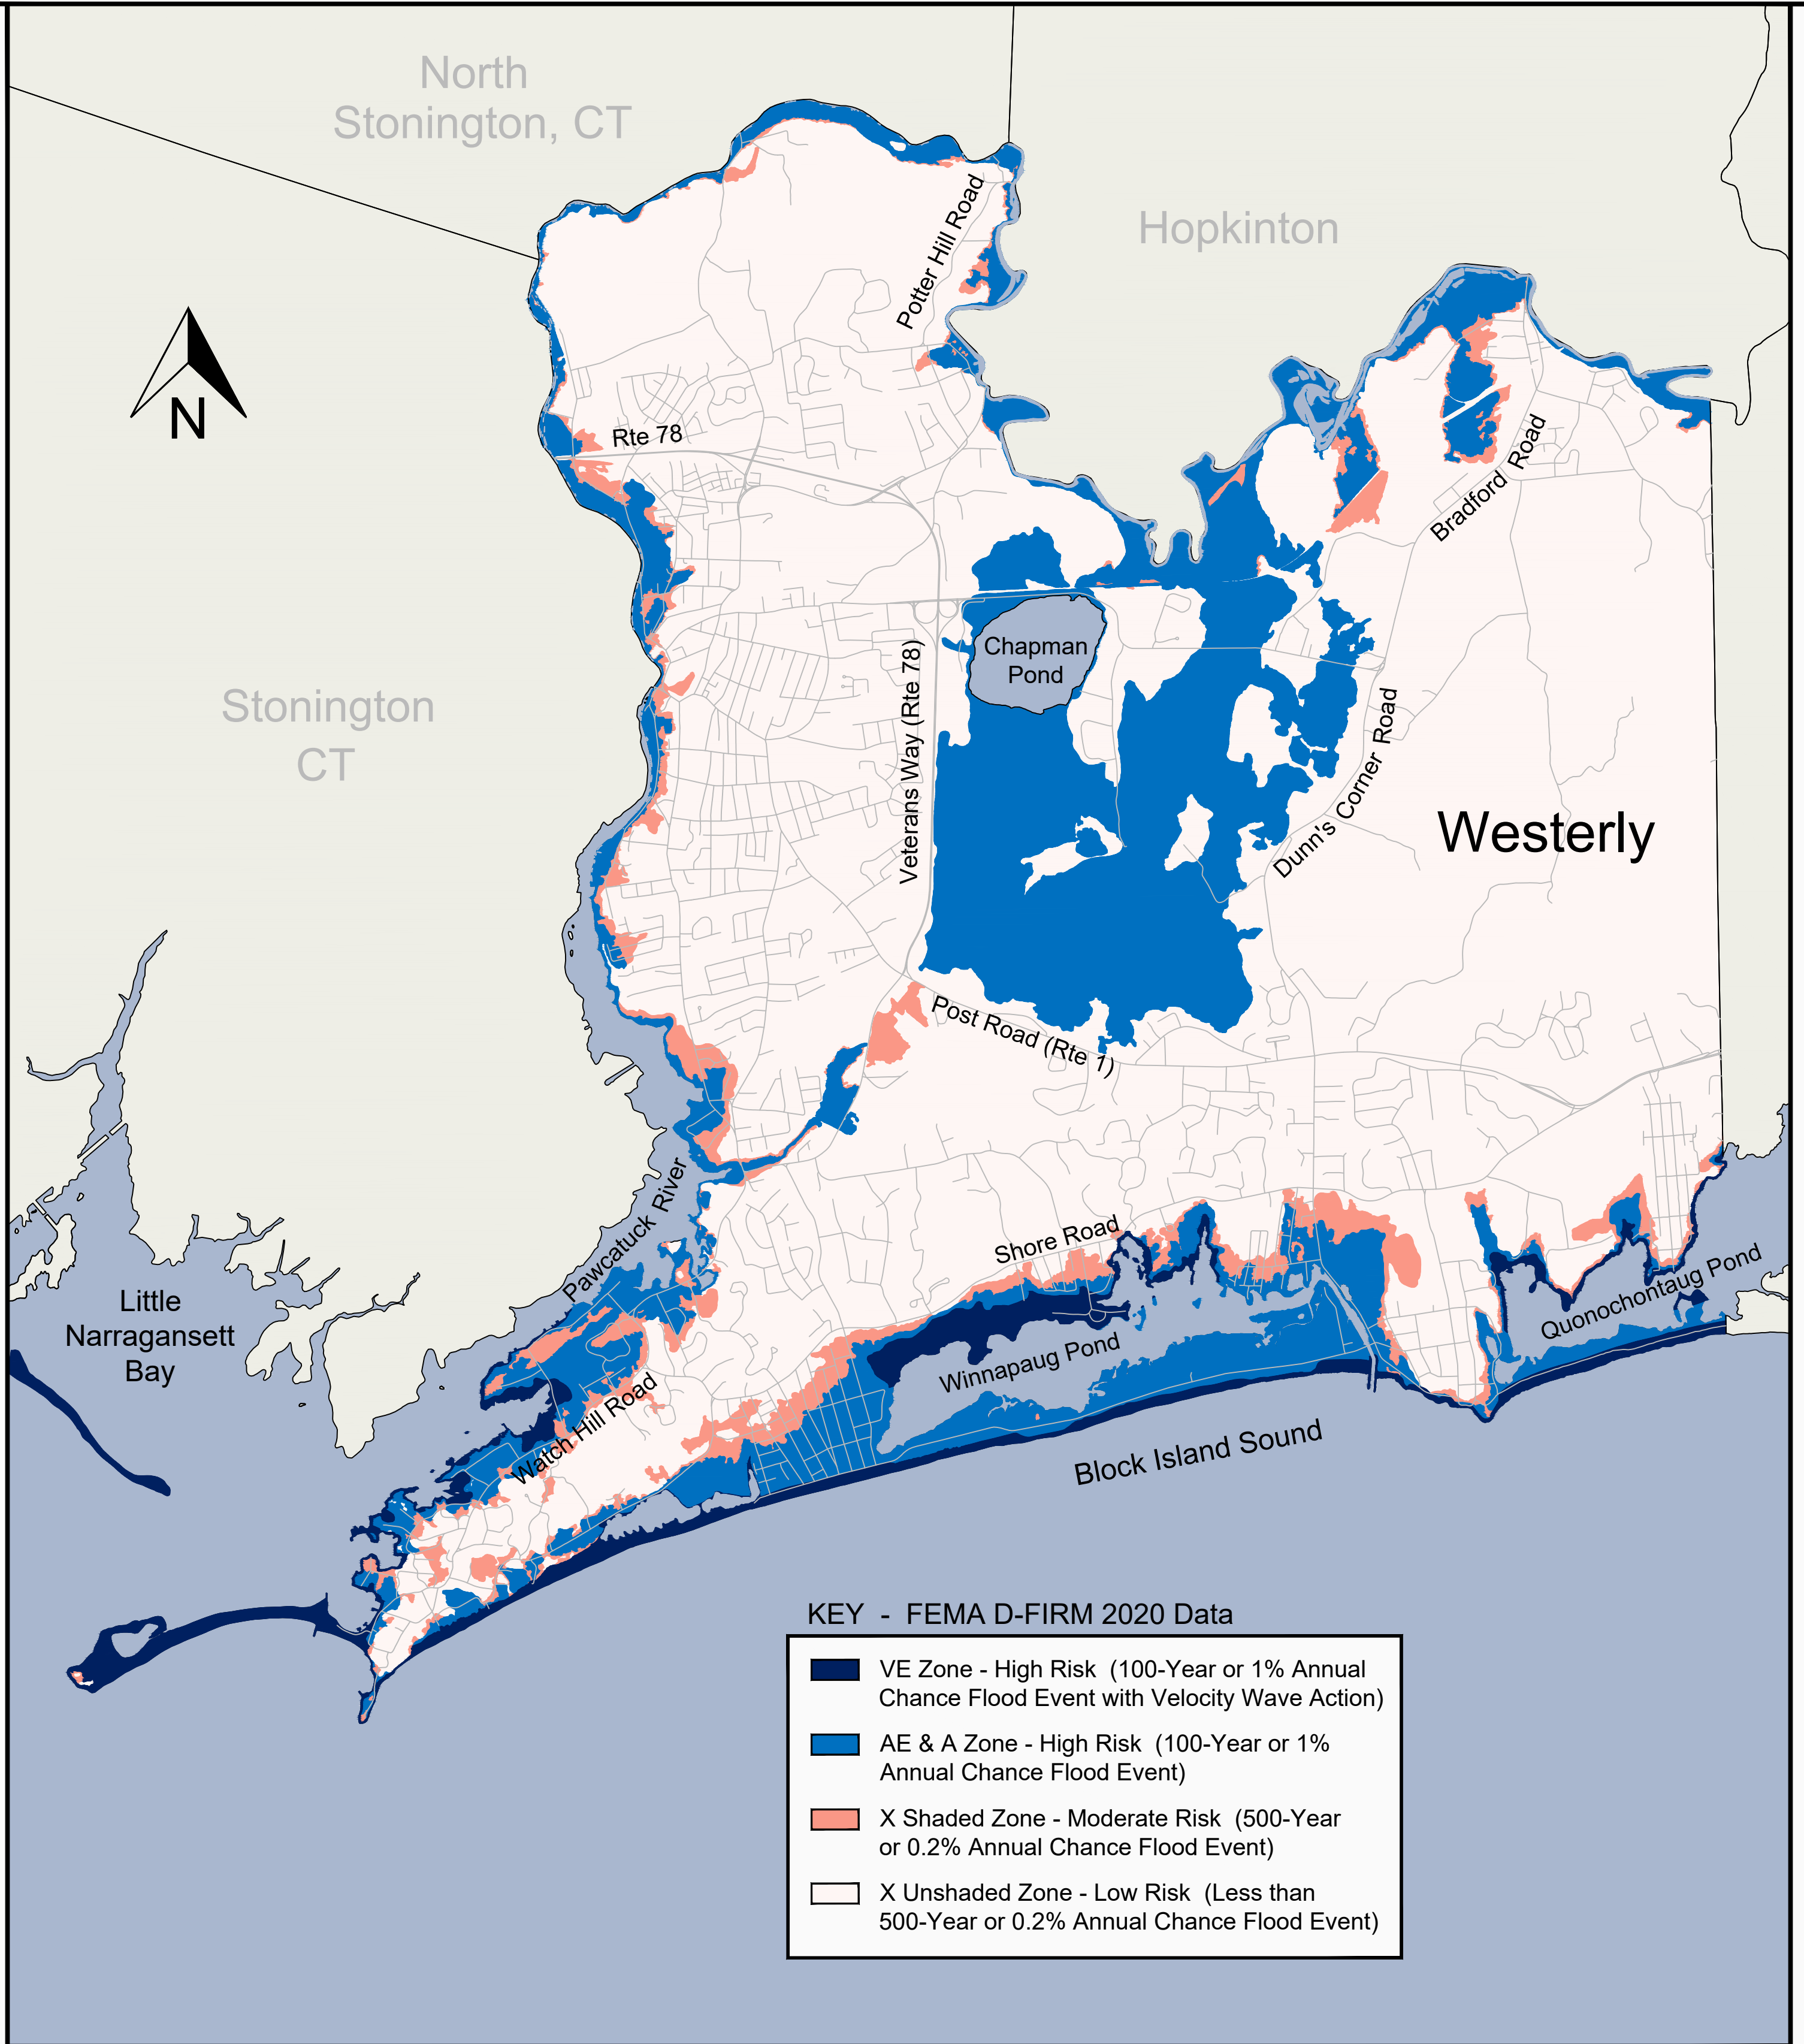 North
Stonington, CT
Hopkinton
Potter Hill Road
N
Rte 78
Bradford Road
Chapman
Pond
Stonington
CT
Veterans Way (Rte 78)
Dunn's Corner Road
Westerly
Post Road (Rte 1)
Pawcatuck River
Shore Road
Quonochontaug Pond
Little
Narragansett
Bay
Winnapaug Pond
Watch Hill Road
Block Island Sound
KEY - FEMA D-FIRM 2020 Data
VE Zone - High Risk (100-Year or 1% Annual
Chance Flood Event with Velocity Wave Action)
AE & A Zone - High Risk (100-Year or 1%
Annual Chance Flood Event)
X Shaded Zone - Moderate Risk (500-Year
or 0.2% Annual Chance Flood Event)
X Unshaded Zone - Low Risk (Less than
500-Year or 0.2% Annual Chance Flood Event)